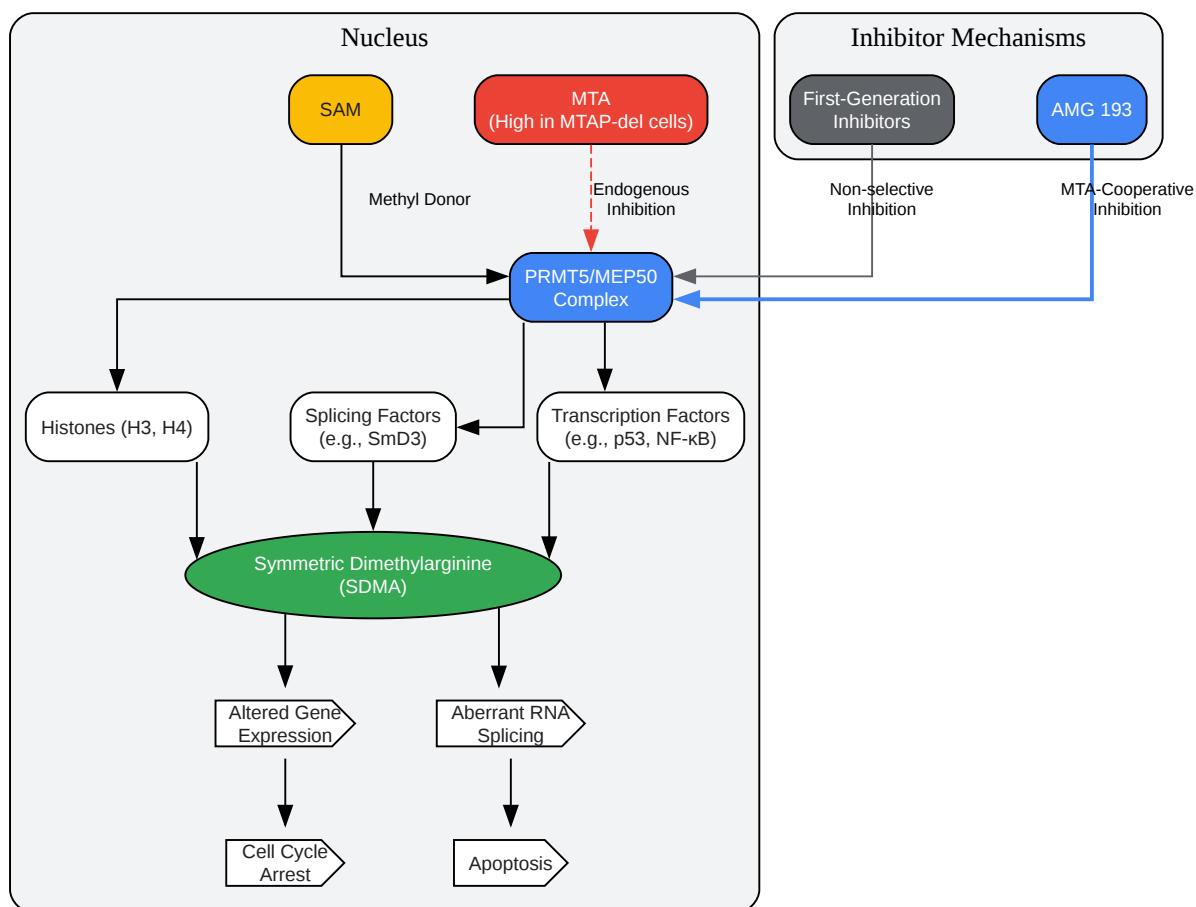 Nucleus
Inhibitor Mechanisms
SAM
MTA
(High in MTAP-del cells)
First-Generation
Inhibitors
AMG 193
Methyl Donor
Endogenous
Inhibition
Non-selective
Inhibition
MTA-Cooperative
Inhibition
PRMT5/MEP50
Complex
Histones (H3, H4)
Splicing Factors
(e.g., SmD3)
Transcription Factors
(e.g., p53, NF-κB)
Symmetric Dimethylarginine
(SDMA)
Altered Gene
Expression
Aberrant RNA
Splicing
Cell Cycle
Arrest
Apoptosis